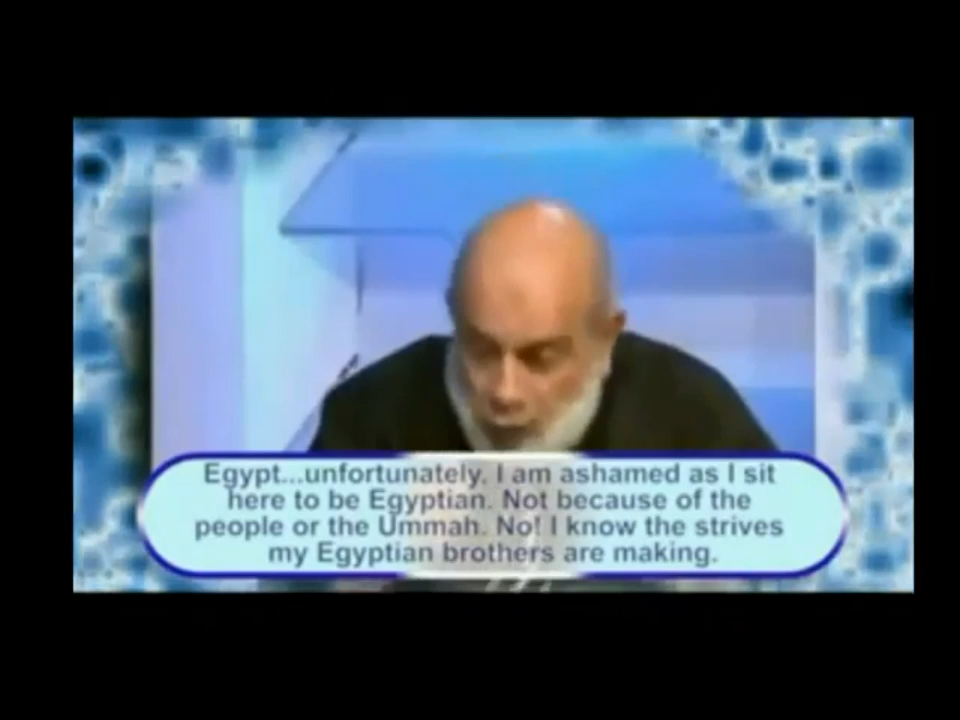 Egypt...unfortunately, I am ashamed as I sit
here to be Egyptian. Not because of the
people or the Ummah. No! I know the strives
my Egyptian brothers are making.